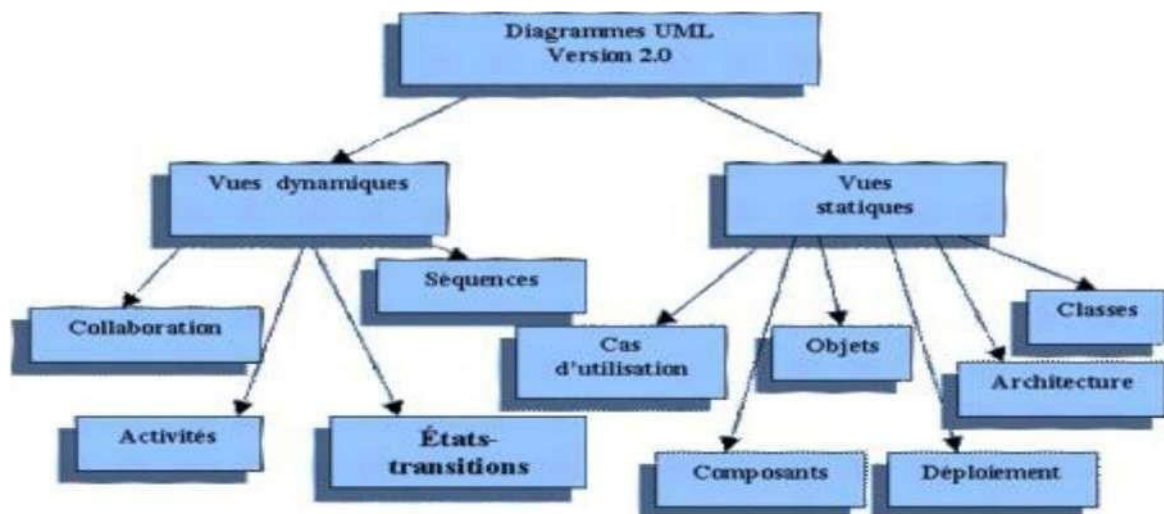 Diagrammes UML
Version 2.0
Vues dynamiques
Vues
statiques
Séquences
Collaboration
Classes
Cas
d'utilisation
Objets
Architecture
Activités
États-
transitions
Composants
Déploiement